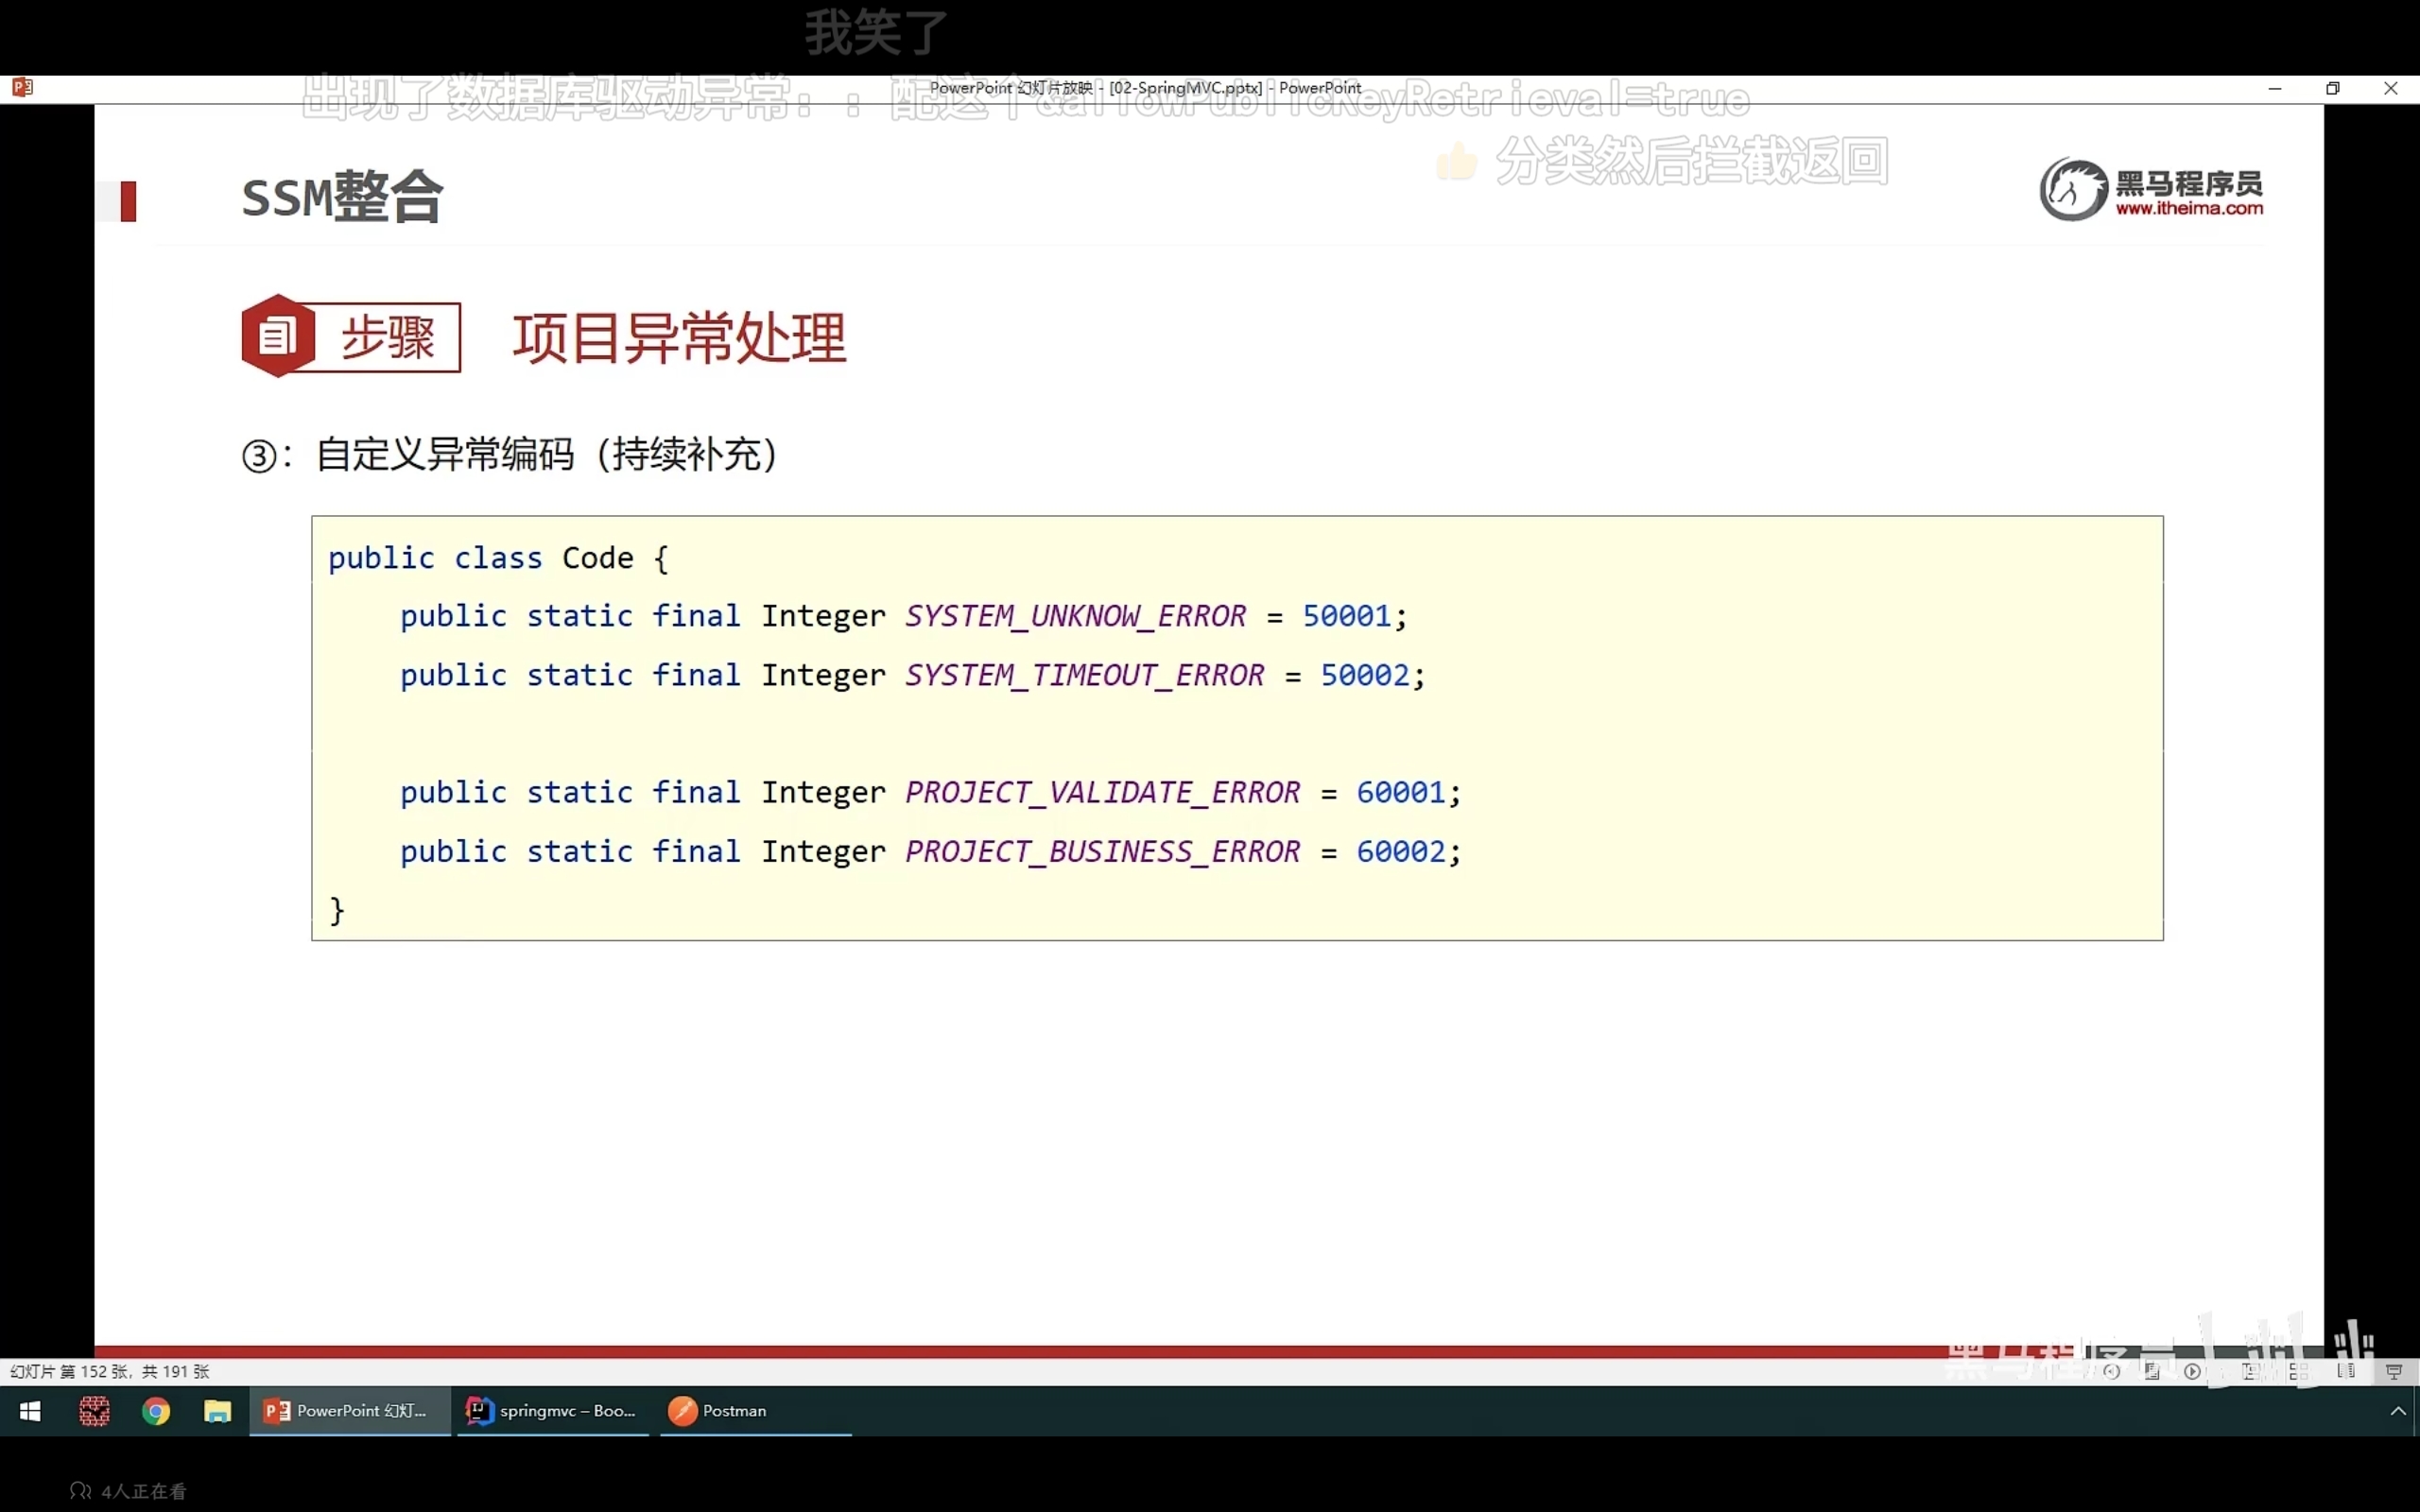 我笑了
PowerPoint 幻灯片放映 - [02-SpringMVC.pptx] - PowerPoint
出现了数据库驱动异常：：配这个&allowPublicKeyRetrieval=true
分类然后拦截返回
SSM整合
黑马程序员
www.itheima.com
步骤
项目异常处理
③：自定义异常编码（持续补充）
public class Code {
public static final Integer SYSTEM_UNKNOW_ERROR = 50001;
public static final Integer SYSTEM_TIMEOUT_ERROR = 50002;
public static final Integer PROJECT_VALIDATE_ERROR = 60001;
public static final Integer PROJECT_BUSINESS_ERROR = 60002;
}
黑马程序员
幻灯片 第 152 张，共 191 张
PowerPoint 幻灯...
springmvc – Boo...
Postman
4人正在看